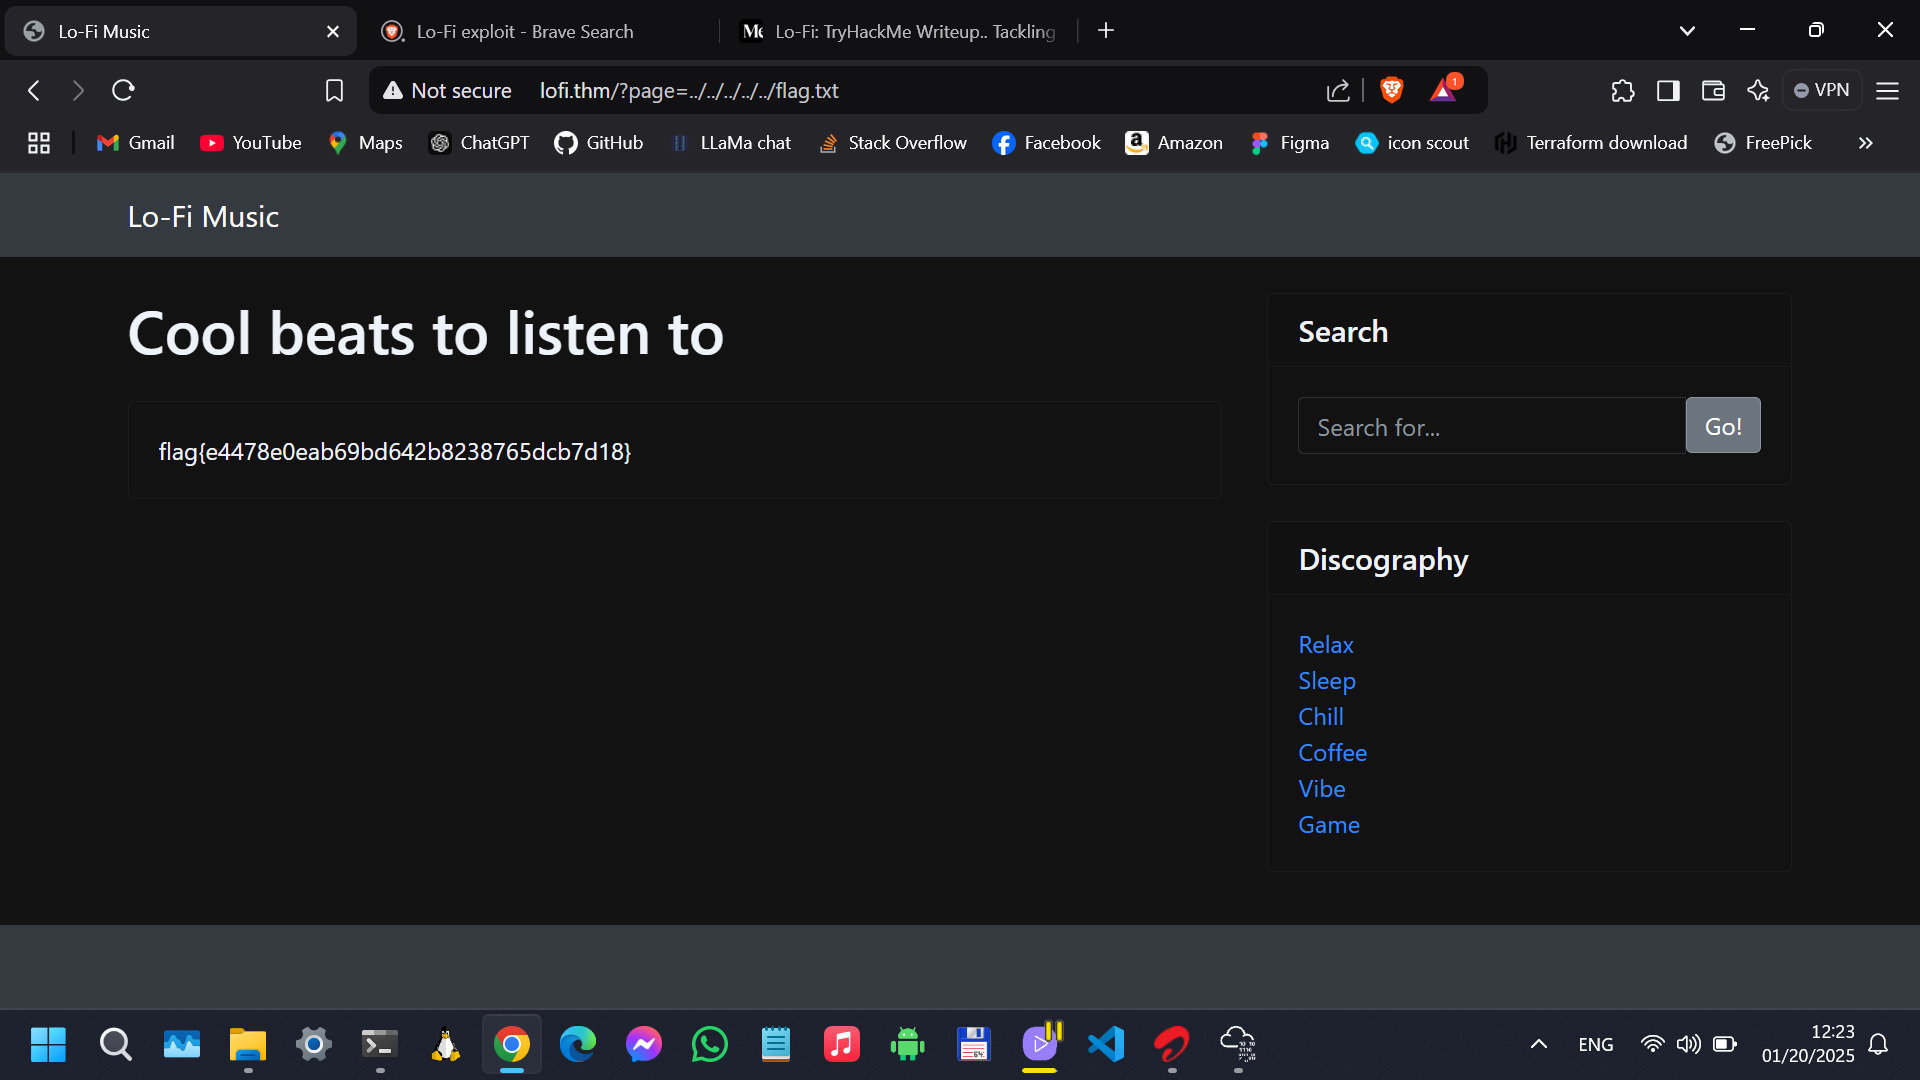 Lo-Fi Music
Lo-Fi exploit - Brave Search
Lo-Fi: TryHackMe Writeup.. Tackling
Not secure
lofi.thm/?page=../../../../../flag.txt
1
VPN
Gmail
YouTube
Maps
ChatGPT
GitHub
LLaMa chat
Stack Overflow
Facebook
Amazon
Figma
icon scout
Terraform download
FreePick
Lo-Fi Music
Cool beats to listen to
flag{e4478e0eab69bd642b8238765dcb7d18}
Search
Search for...
Go!
Discography
Relax
Sleep
Chill
Coffee
Vibe
Game
ENG
12:23
01/20/2025